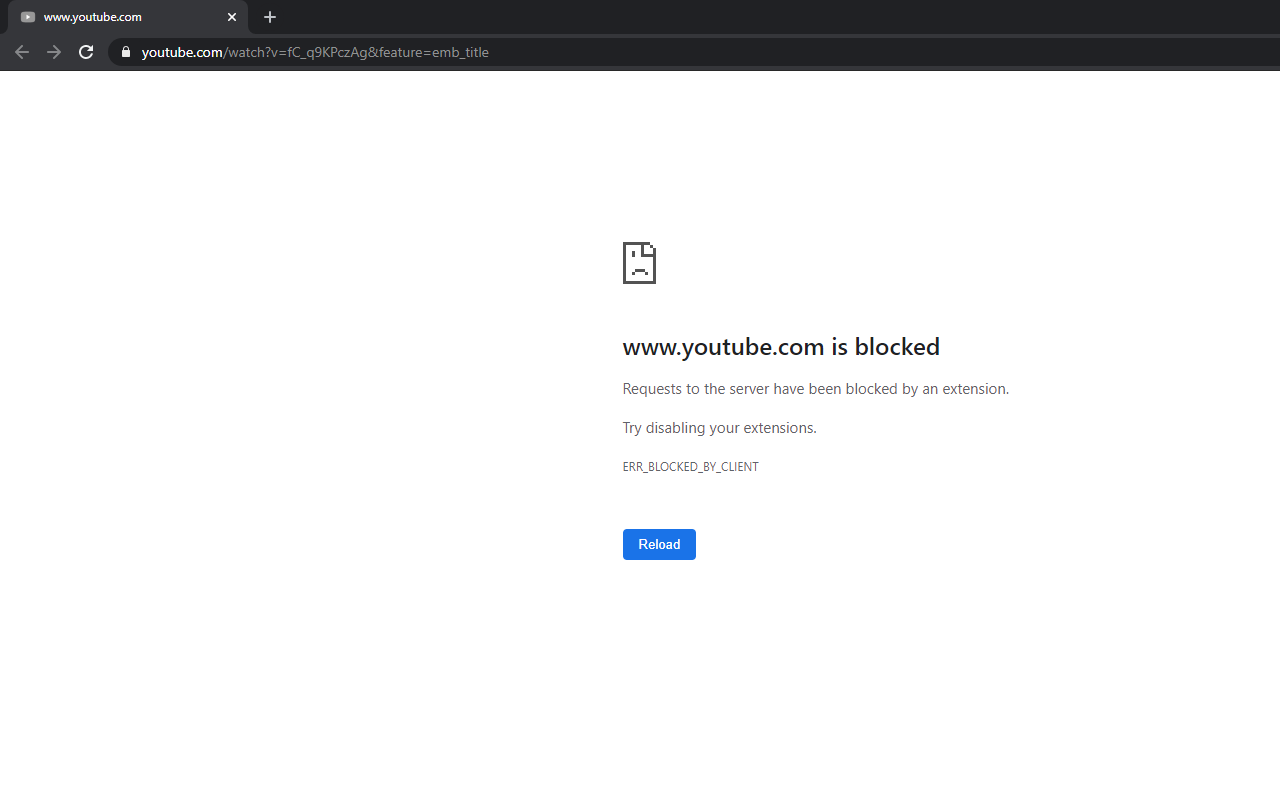 www.youtube.com
youtube.com/watch?v=fC_q9KPczAg&feature=emb_title
www.youtube.com is blocked
Requests to the server have been blocked by an extension.
Try disabling your extensions.
ERR_BLOCKED_BY_CLIENT
Reload